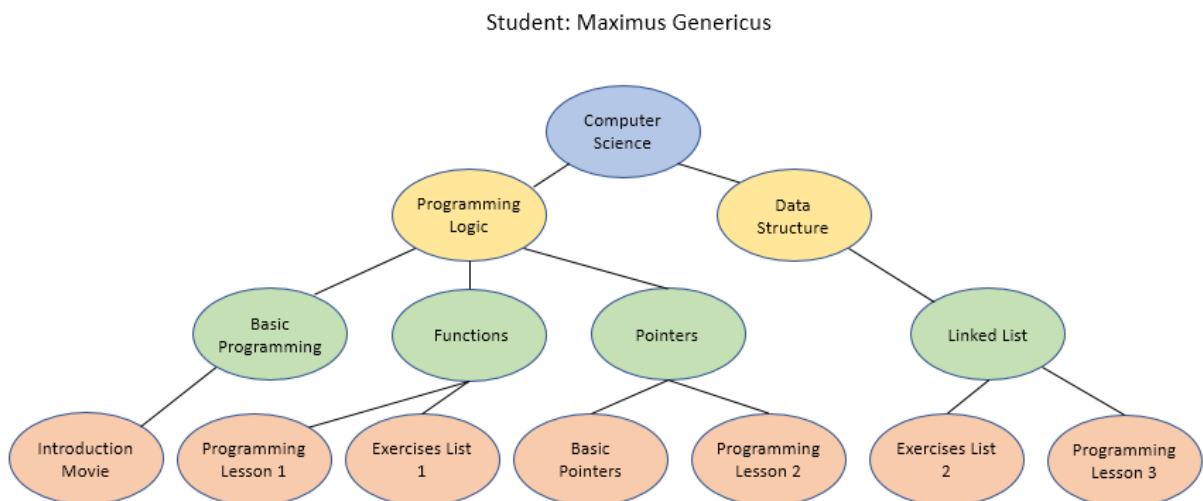 Student: Maximus Genericus
Computer
Science
Programming
Logic
Data
Structure
Basic
Programming
Functions
Pointers
Linked List
Introduction
Movie
Programming
Lesson 1
Exercises List
1
Basic
Pointers
Programming
Lesson 2
Exercises List
2
Programming
Lesson 3